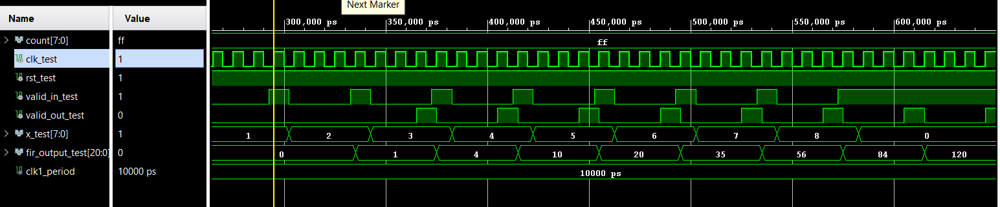 Next Marker
Name Value
300,000 ps 350,000 ps 400,000 ps 450,000 ps 500,000 ps 550,000 ps 600,000 ps
count[7:0] ff ff
clk_test 1
rst_test 1
valid_in_test 1
valid_out_test 0
x_test[7:0] 1 1 2 3 4 5 6 7 8 0
fir_output_test[20:0] 0 0 1 4 10 20 35 56 84 120
clk1_period 10000 ps 10000 ps